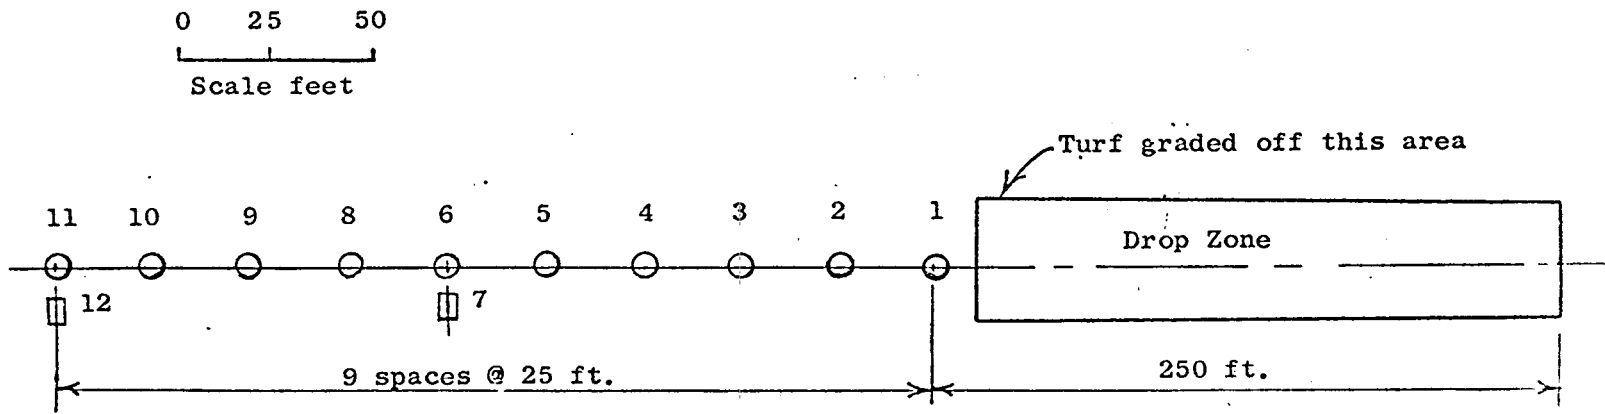 0 25 50
Scale feet
Turf graded off this area
11 10 9 8 6 5 4 3 2 1
Drop Zone
12 7
9 spaces @ 25 ft.
250 ft.